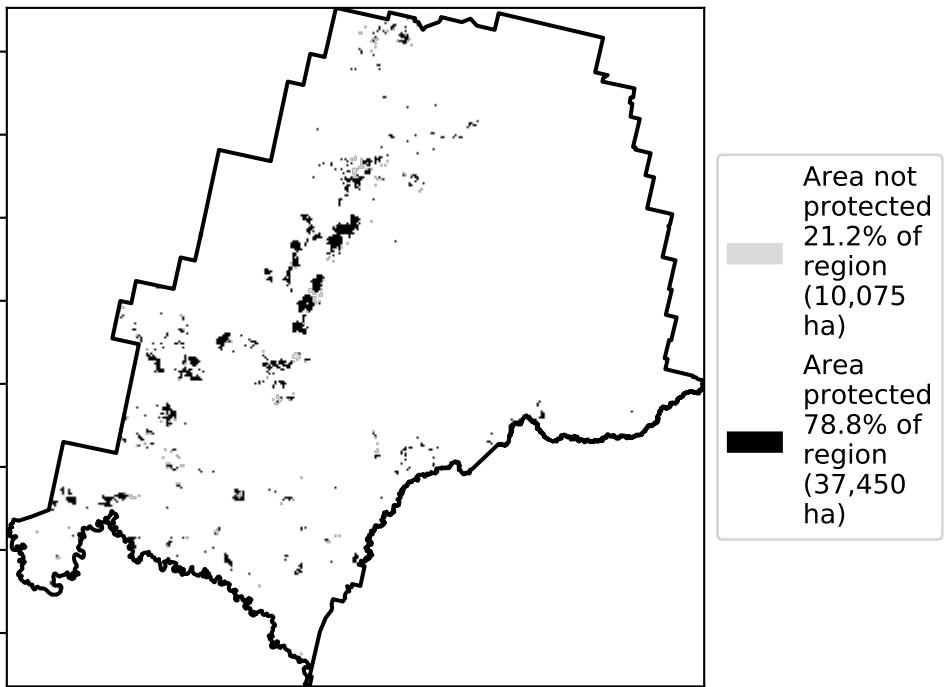 Area not
protected
21.2% of
region
(10,075
ha)
Area
protected
78.8% of
region
(37,450
ha)